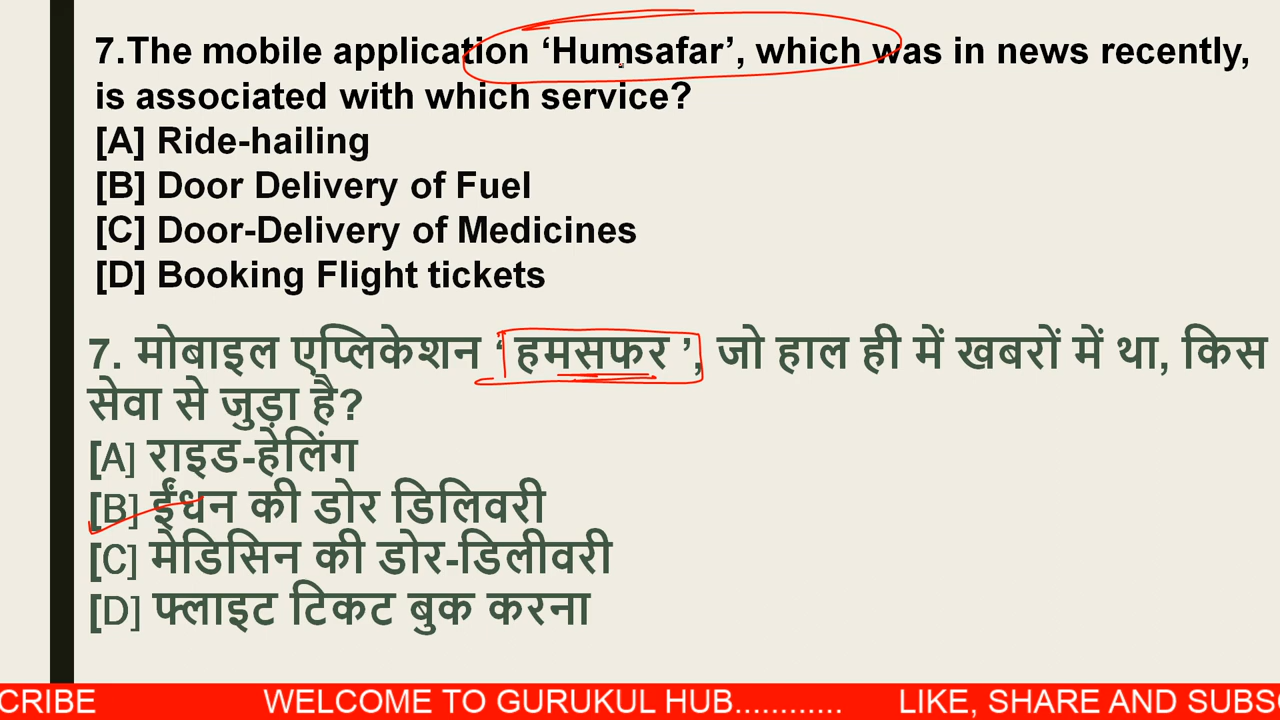 7.The mobile application ‘Humsafar’, which was in news recently,
is associated with which service?
[A] Ride-hailing
[B] Door Delivery of Fuel
[C] Door-Delivery of Medicines
[D] Booking Flight tickets
7. मोबाइल एप्लिकेशन ‘ हमसफर ’, जो हाल ही में खबरों में था, किस
सेवा से जुड़ा है?
[A] राइड-हेलिंग
[B] ईंधन की डोर डिलिवरी
[C] मेडिसिन की डोर-डिलीवरी
[D] फ्लाइट टिकट बुक करना
CRIBE WELCOME TO GURUKUL HUB............ LIKE, SHARE AND SUBS